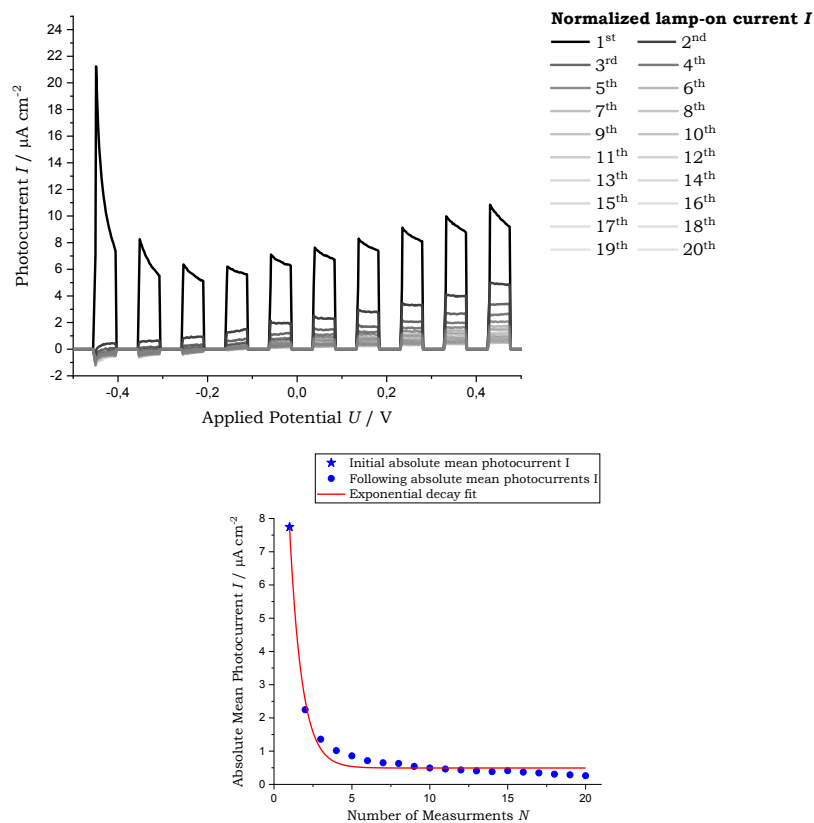 Normalized lamp-on current I
1st 2nd
3rd 4th
5th 6th
7th 8th
9th 10th
11th 12th
13th 14th
15th 16th
17th 18th
19th 20th
Photocurrent I / μA cm-2
24
22
20
18
16
14
12
10
8
6
4
2
0
-2
-0,4 -0,2 0,0 0,2 0,4
Applied Potential U / V
Initial absolute mean photocurrent I
Following absolute mean photocurrents I
Exponential decay fit
Absolute Mean Photocurrent I / μA cm-2
8
7
6
5
4
3
2
1
0
0 5 10 15 20
Number of Measurments N